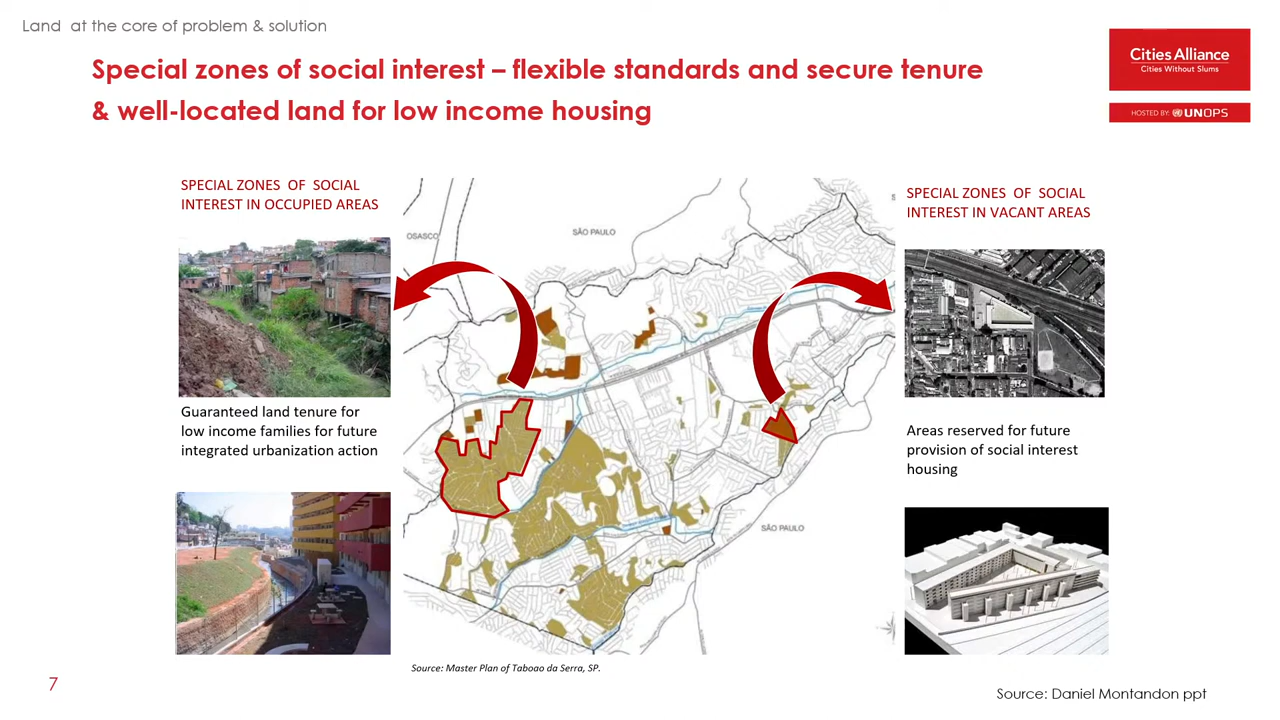 Land at the core of problem & solution
Special zones of social interest – flexible standards and secure tenure
& well-located land for low income housing
Cities Alliance
Cities Without Slums
HOSTED BY: UNOPS
SPECIAL ZONES OF SOCIAL
INTEREST IN OCCUPIED AREAS
Guaranteed land tenure for
low income families for future
integrated urbanization action
OSASCO
SÃO PAULO
SÃO PAULO
Source: Master Plan of Taboao da Serra, SP.
SPECIAL ZONES OF SOCIAL
INTEREST IN VACANT AREAS
Areas reserved for future
provision of social interest
housing
7
Source: Daniel Montandon ppt